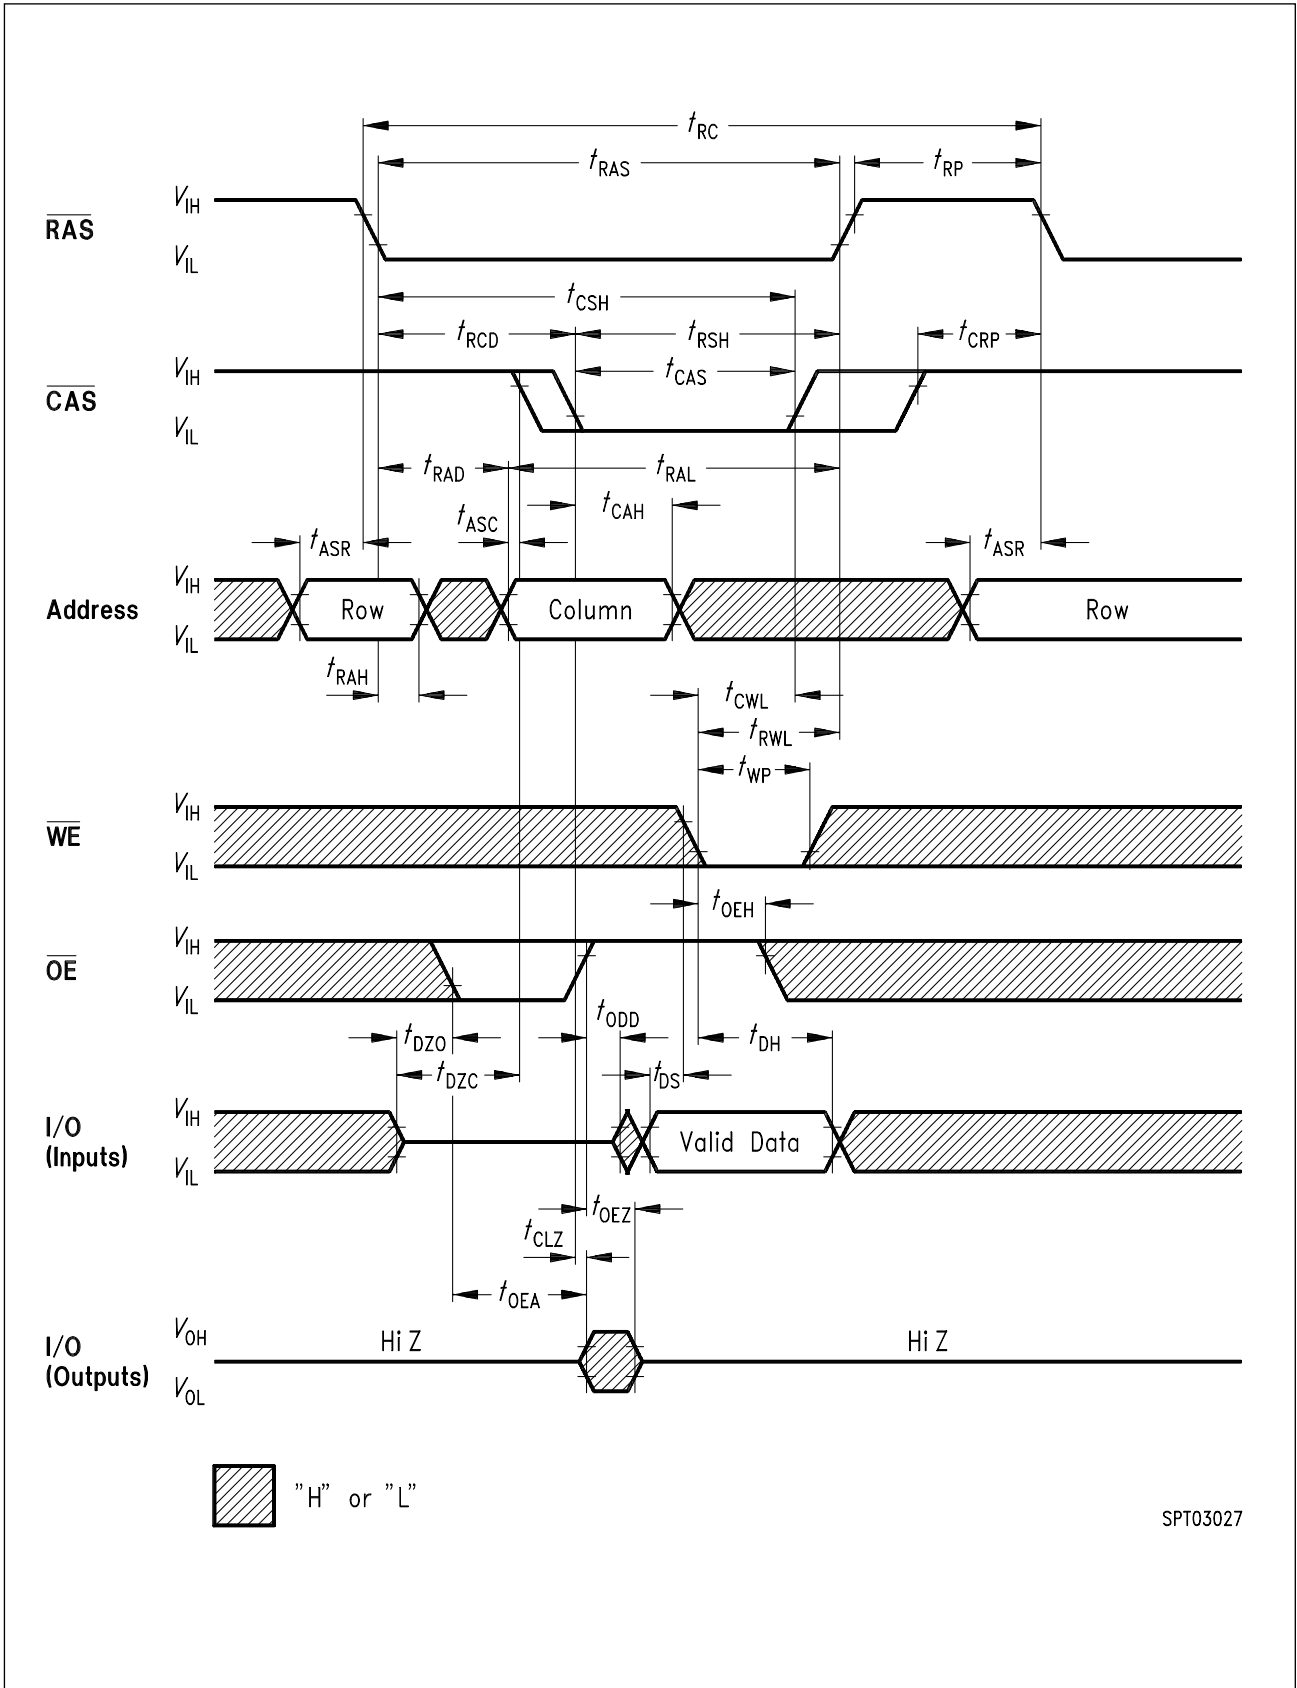 tRC
tRAS tRP
RAS VIH
VIL
tCSH
tRCD tRSH tCRP
CAS VIH tCAS
VIL
tRAD tRAL
tASC tCAH
tASR tASR
Address VIH Row Column Row
VIL
tRAH
tCWL
tRWL
tWP
WE VIH
VIL
tOEH
OE VIH
VIL
tODD
tDZO tDH
tDZC tDS
I/O VIH Valid Data
(Inputs) VIL
tOEZ
tCLZ
tOEA
I/O VOH Hi Z Hi Z
(Outputs) VOL
"H" or "L"
SPT03027